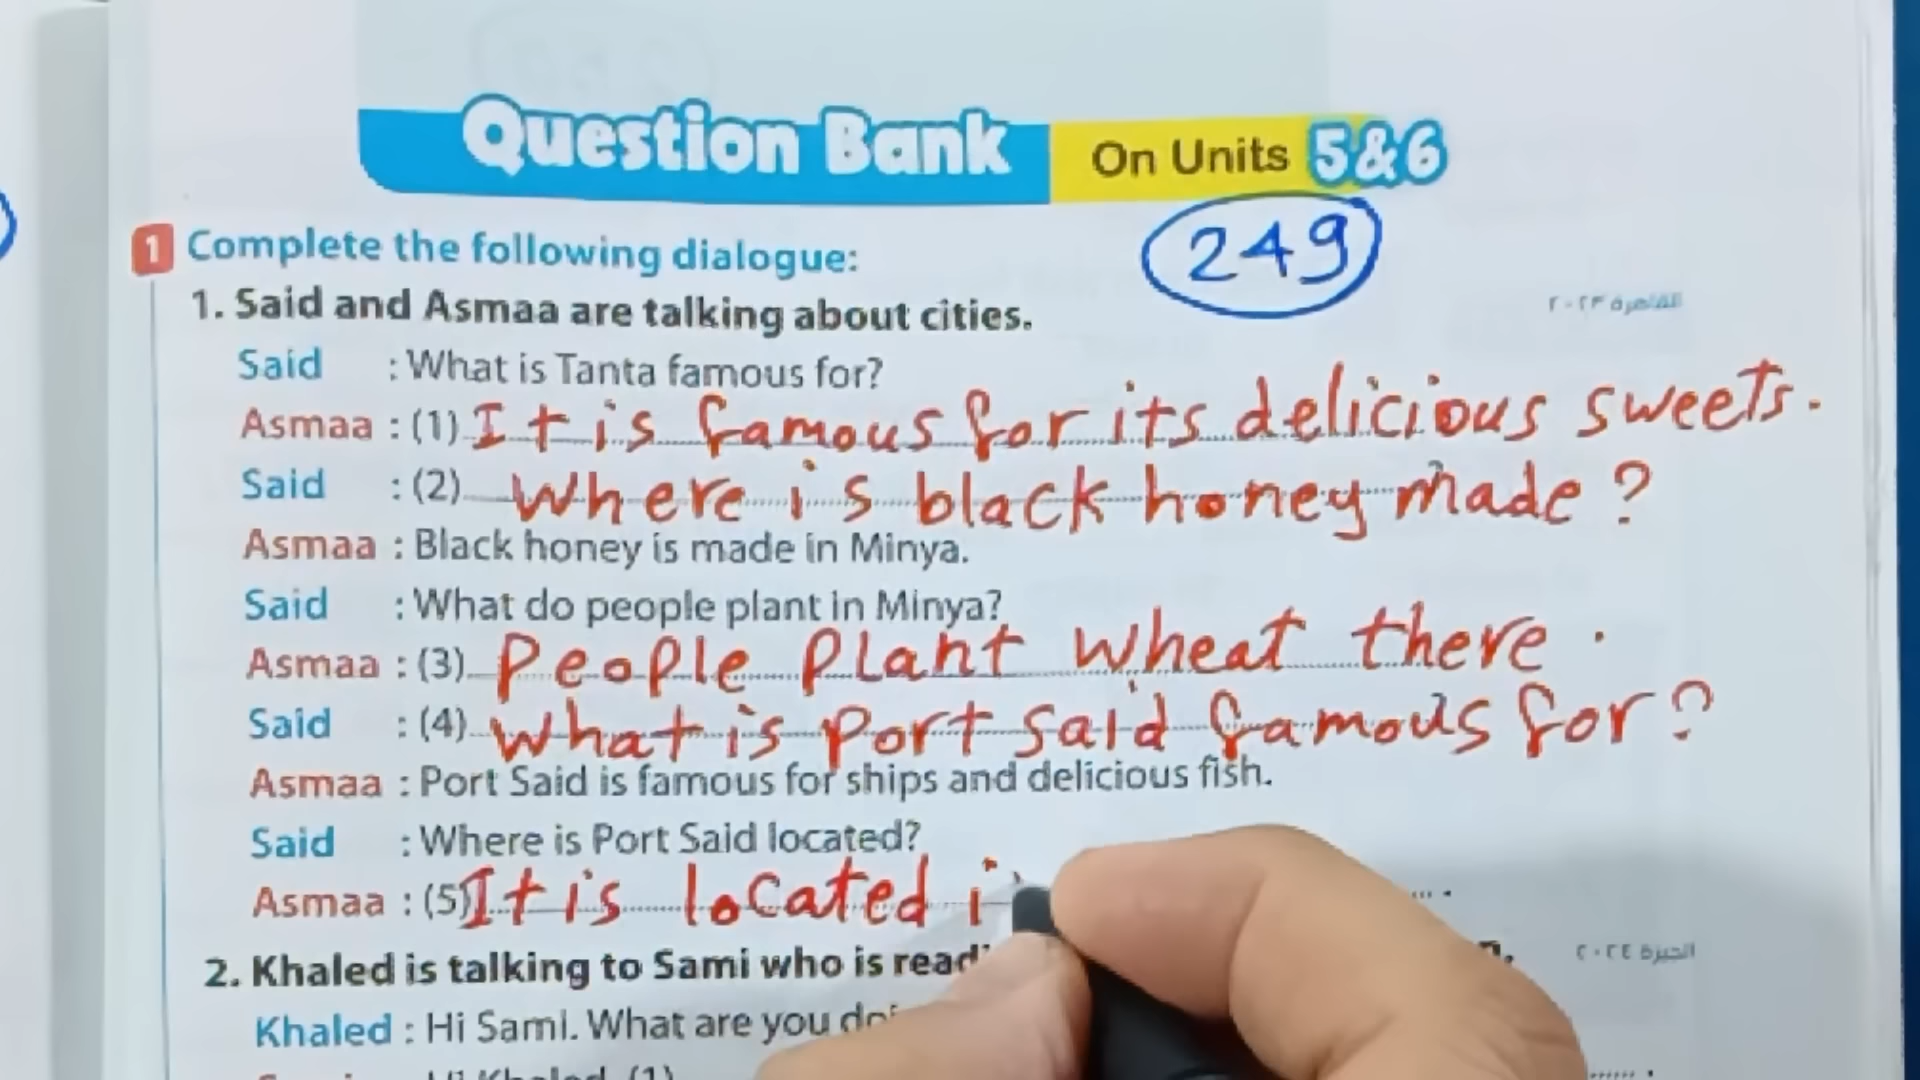 Question Bank On Units 5&6
249
1 Complete the following dialogue:
1. Said and Asmaa are talking about cities.
القاهرة ٢٠٢٣
Said : What is Tanta famous for?
Asmaa : (1) It is famous for its delicious sweets.
Said : (2) Where is black honey made?
Asmaa : Black honey is made in Minya.
Said : What do people plant in Minya?
Asmaa : (3) People plant wheat there.
Said : (4) What is Port Said famous for?
Asmaa : Port Said is famous for ships and delicious fish.
Said : Where is Port Said located?
Asmaa : (5) It is located i
2. Khaled is talking to Sami who is read
الجيزة ٢٠٢٤
Khaled : Hi Sami. What are you do